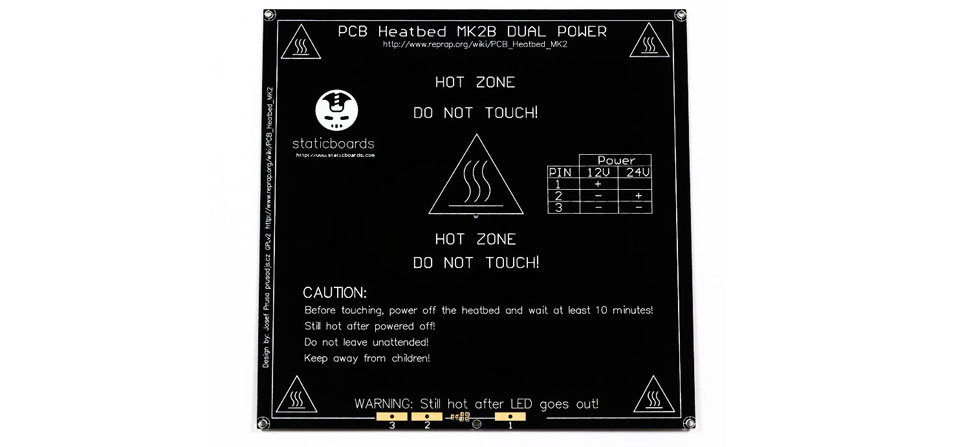 PCB Heatbed MK2B DUAL POWER
http://www.reprap.org/wiki/PCB_Heatbed_MK2
HOT ZONE
DO NOT TOUCH!
staticboards
http://www.staticboards.com
Power
PIN 12V 24V
1 +
2 - +
3 - -
HOT ZONE
DO NOT TOUCH!
CAUTION:
Before touching, power off the heatbed and wait at least 10 minutes!
Still hot after powered off!
Do not leave unattended!
Keep away from children!
WARNING: Still hot after LED goes out!
3 2 1
Design by: Josef Prusa prusadjs.cz GPLv2 http://www.reprap.org/wiki/PCB_Heatbed_MK2